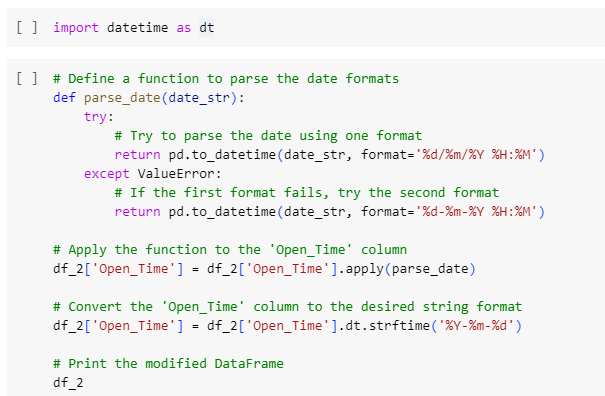 [ ] import datetime as dt
[ ] # Define a function to parse the date formats
def parse_date(date_str):
    try:
        # Try to parse the date using one format
        return pd.to_datetime(date_str, format='%d/%m/%Y %H:%M')
    except ValueError:
        # If the first format fails, try the second format
        return pd.to_datetime(date_str, format='%d-%m-%Y %H:%M')
# Apply the function to the 'Open_Time' column
df_2['Open_Time'] = df_2['Open_Time'].apply(parse_date)
# Convert the 'Open_Time' column to the desired string format
df_2['Open_Time'] = df_2['Open_Time'].dt.strftime('%Y-%m-%d')
# Print the modified DataFrame
df_2